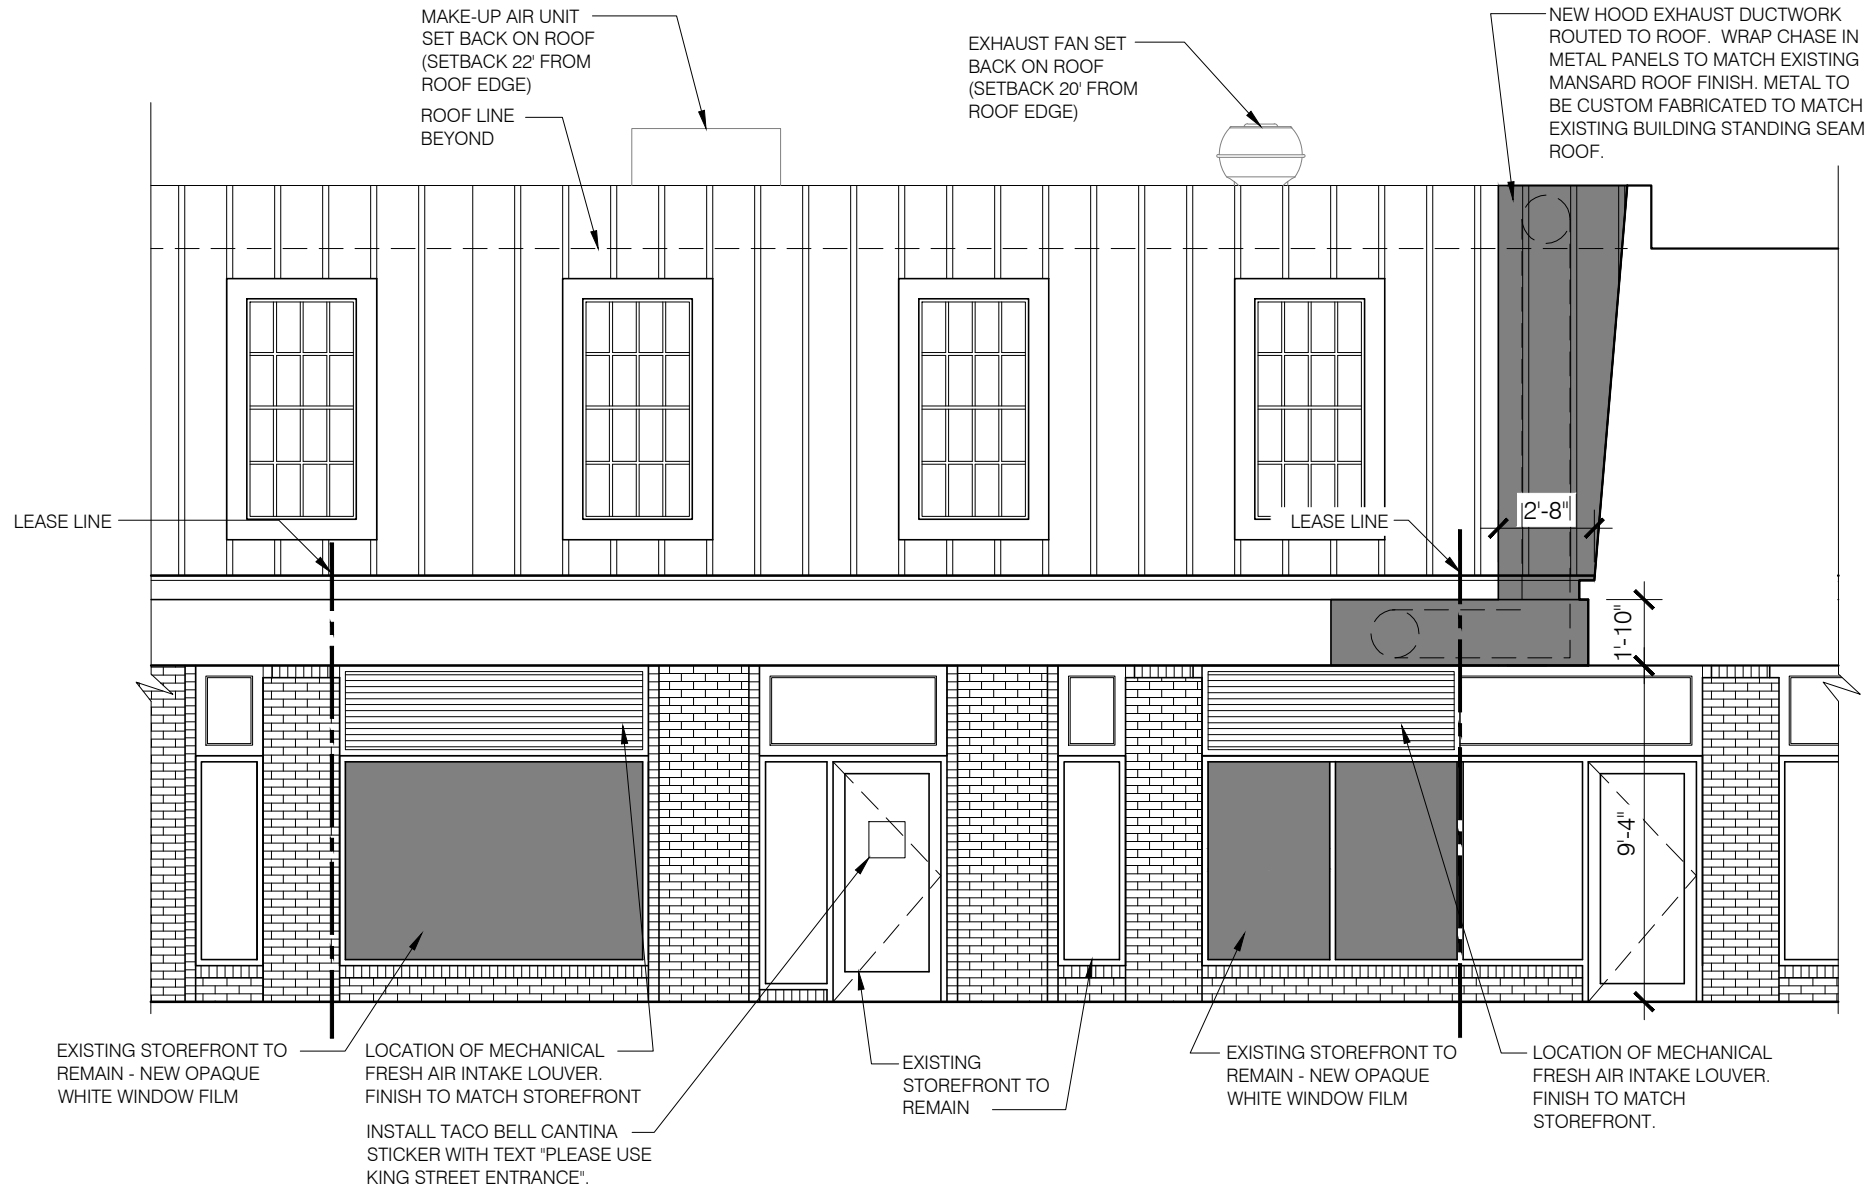 MAKE-UP AIR UNIT
SET BACK ON ROOF
(SETBACK 22' FROM
ROOF EDGE)
ROOF LINE
BEYOND
EXHAUST FAN SET
BACK ON ROOF
(SETBACK 20' FROM
ROOF EDGE)
NEW HOOD EXHAUST DUCTWORK
ROUTED TO ROOF. WRAP CHASE IN
METAL PANELS TO MATCH EXISTING
MANSARD ROOF FINISH. METAL TO
BE CUSTOM FABRICATED TO MATCH
EXISTING BUILDING STANDING SEAM
ROOF.
LEASE LINE
LEASE LINE
2'-8"
1'-10"
9'-4"
EXISTING STOREFRONT TO
REMAIN - NEW OPAQUE
WHITE WINDOW FILM
LOCATION OF MECHANICAL
FRESH AIR INTAKE LOUVER.
FINISH TO MATCH STOREFRONT
INSTALL TACO BELL CANTINA
STICKER WITH TEXT "PLEASE USE
KING STREET ENTRANCE".
EXISTING
STOREFRONT TO
REMAIN
EXISTING STOREFRONT TO
REMAIN - NEW OPAQUE
WHITE WINDOW FILM
LOCATION OF MECHANICAL
FRESH AIR INTAKE LOUVER.
FINISH TO MATCH
STOREFRONT.